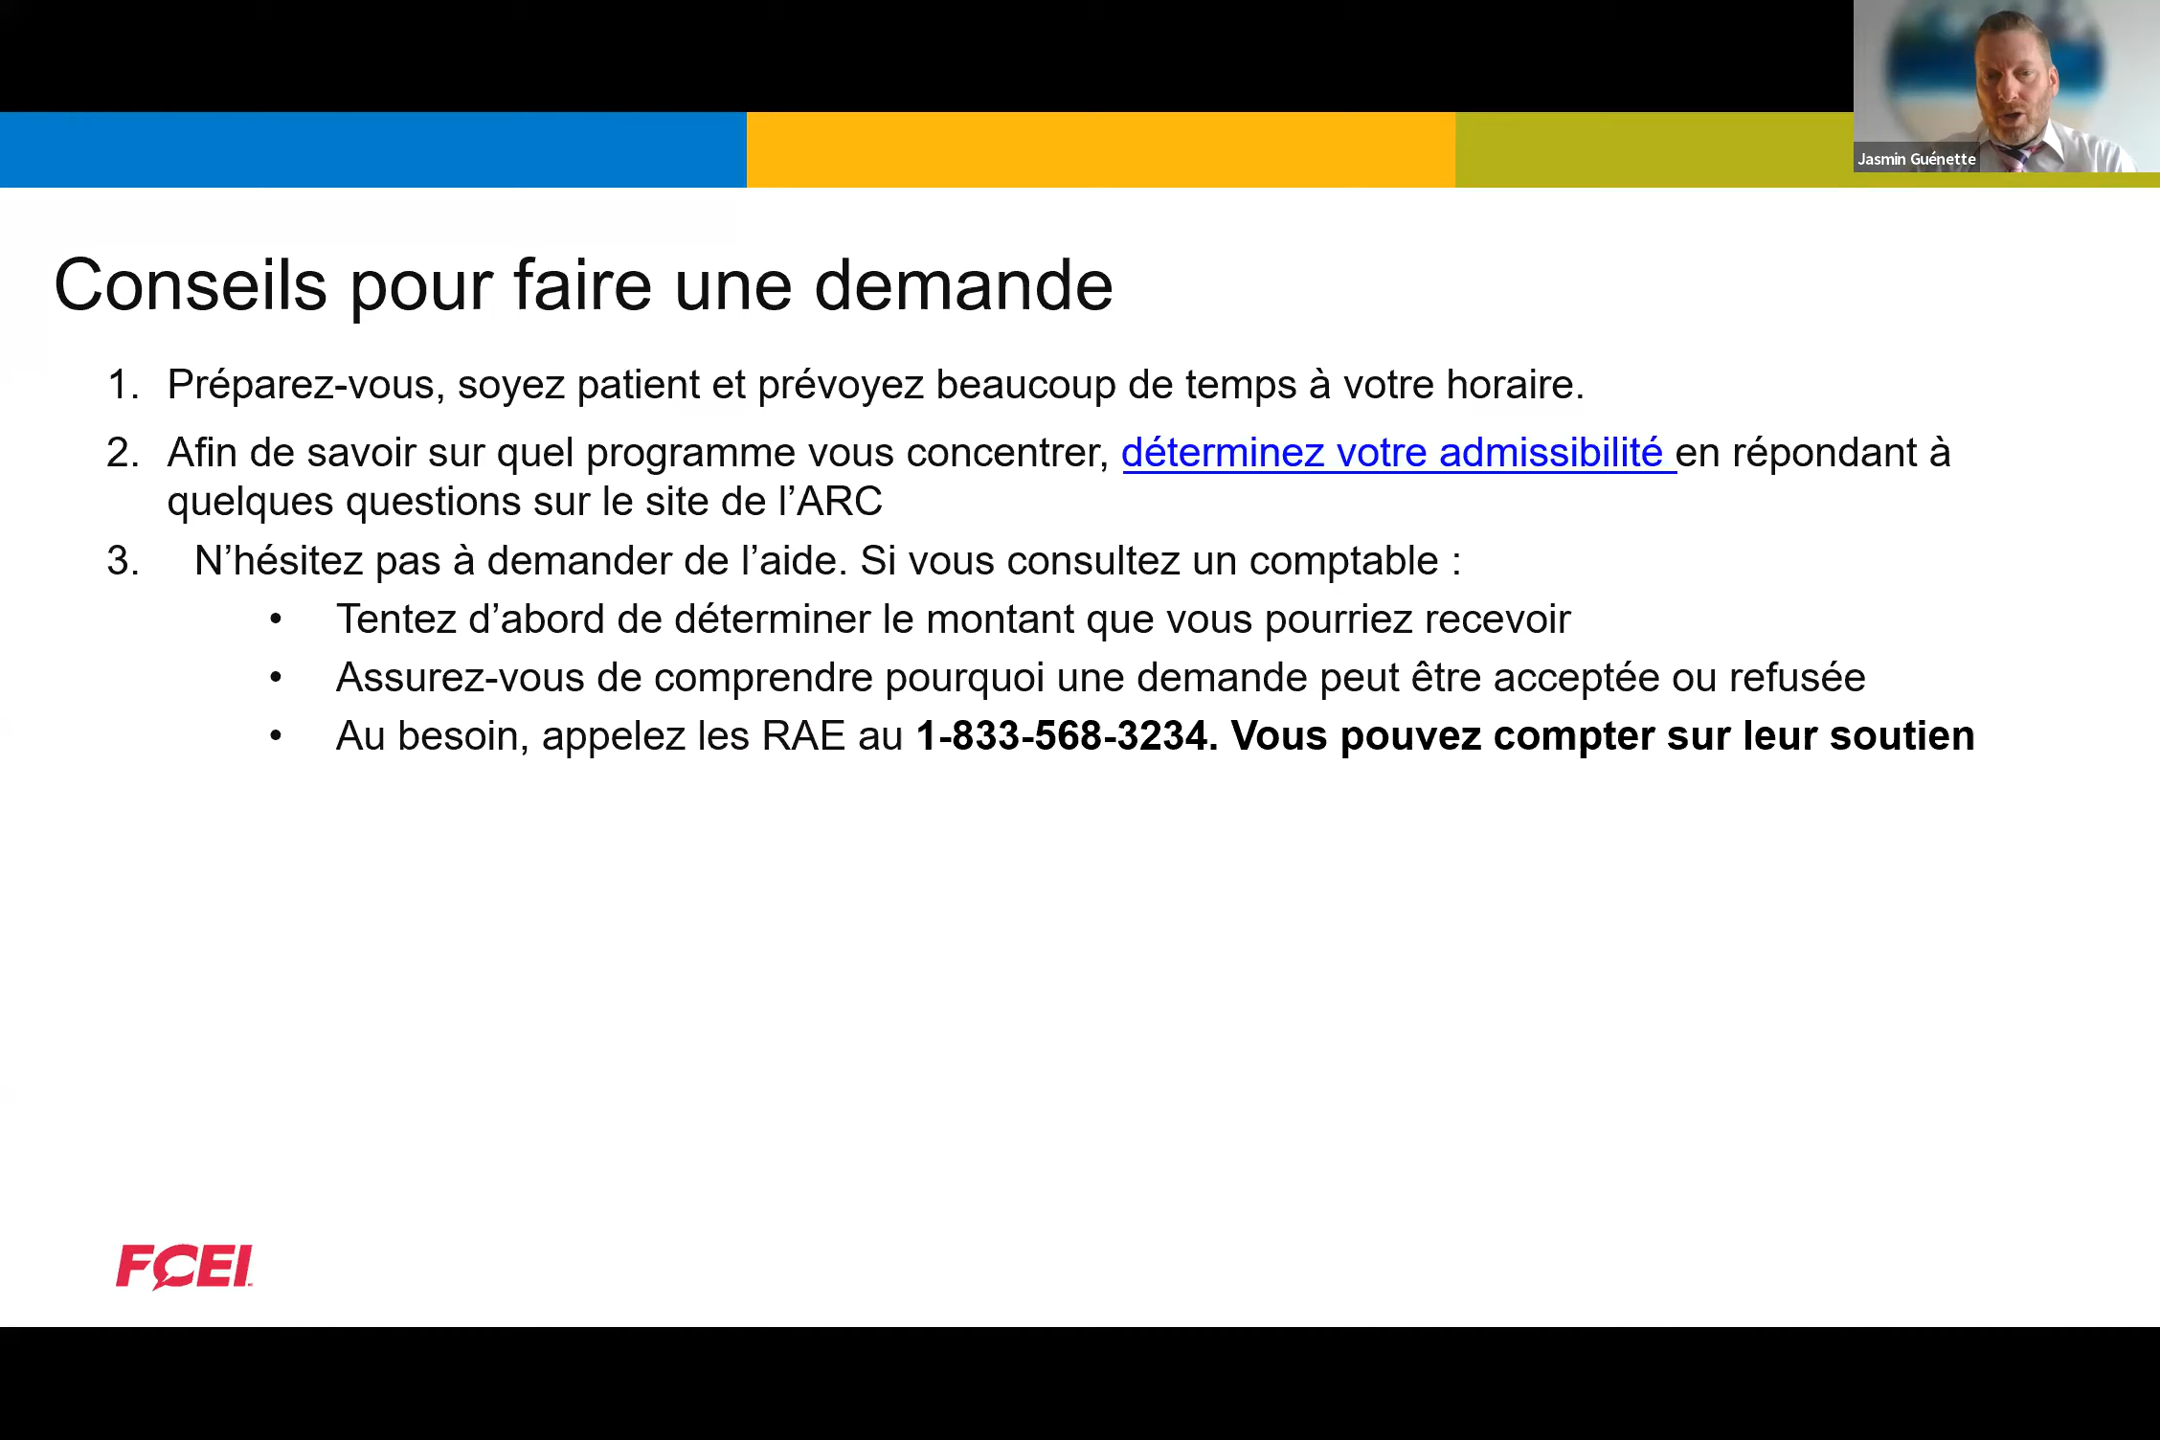 Jasmin Guénette
Conseils pour faire une demande
1. Préparez-vous, soyez patient et prévoyez beaucoup de temps à votre horaire.
2. Afin de savoir sur quel programme vous concentrer, déterminez votre admissibilité en répondant à
quelques questions sur le site de l’ARC
3. N’hésitez pas à demander de l’aide. Si vous consultez un comptable :
• Tentez d’abord de déterminer le montant que vous pourriez recevoir
• Assurez-vous de comprendre pourquoi une demande peut être acceptée ou refusée
• Au besoin, appelez les RAE au 1-833-568-3234. Vous pouvez compter sur leur soutien
FCEI